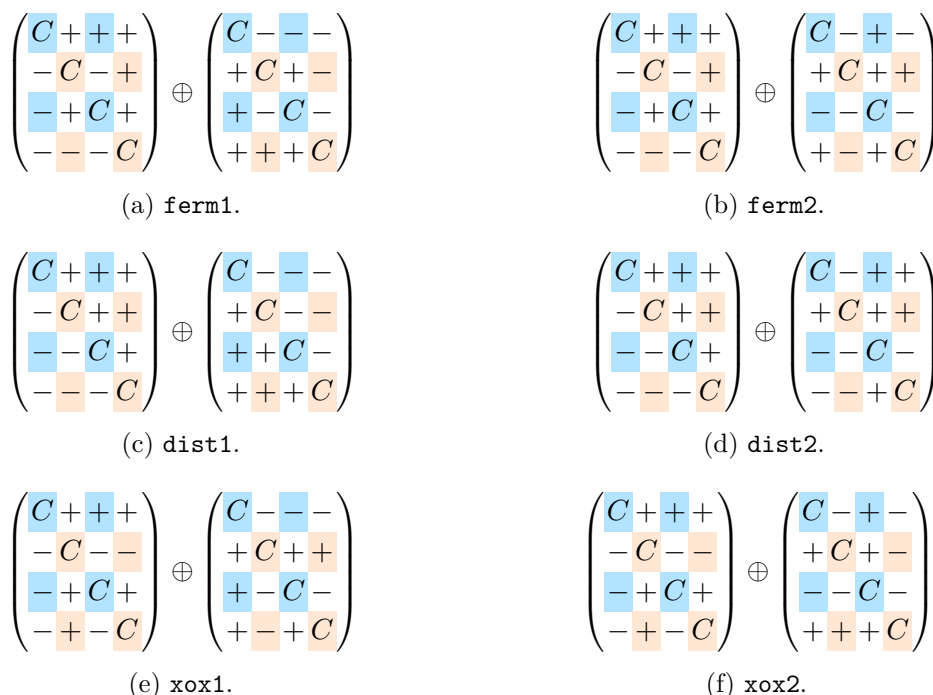 C + + + C − − − C + + + C − + −
− C − + + C + − − C − + + C + +
⊕ ⊕
− + C + + − C − − + C + − − C −
− − − C + + + C − − − C + − + C
(a) ferm1. (b) ferm2.
C + + + C − − − C + + + C − + +
− C + + + C − − − C + + + C + +
⊕ ⊕
− − C + + + C − − − C + − − C −
− − − C + + + C − − − C − − + C
(c) dist1. (d) dist2.
C + + + C − − − C + + + C − + −
− C − − + C + + − C − − + C + −
⊕ ⊕
− + C + + − C − − + C + − − C −
− + − C + − + C − + − C + + + C
(e) xox1. (f) xox2.